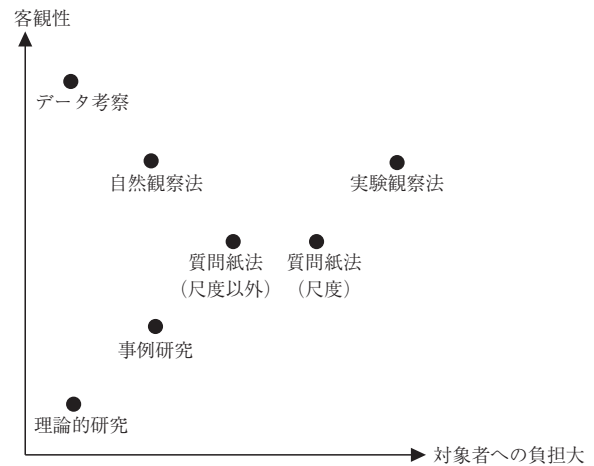 客観性
データ考察
自然観察法
実験観察法
質問紙法
（尺度以外）
質問紙法
（尺度）
事例研究
理論的研究
対象者への負担大